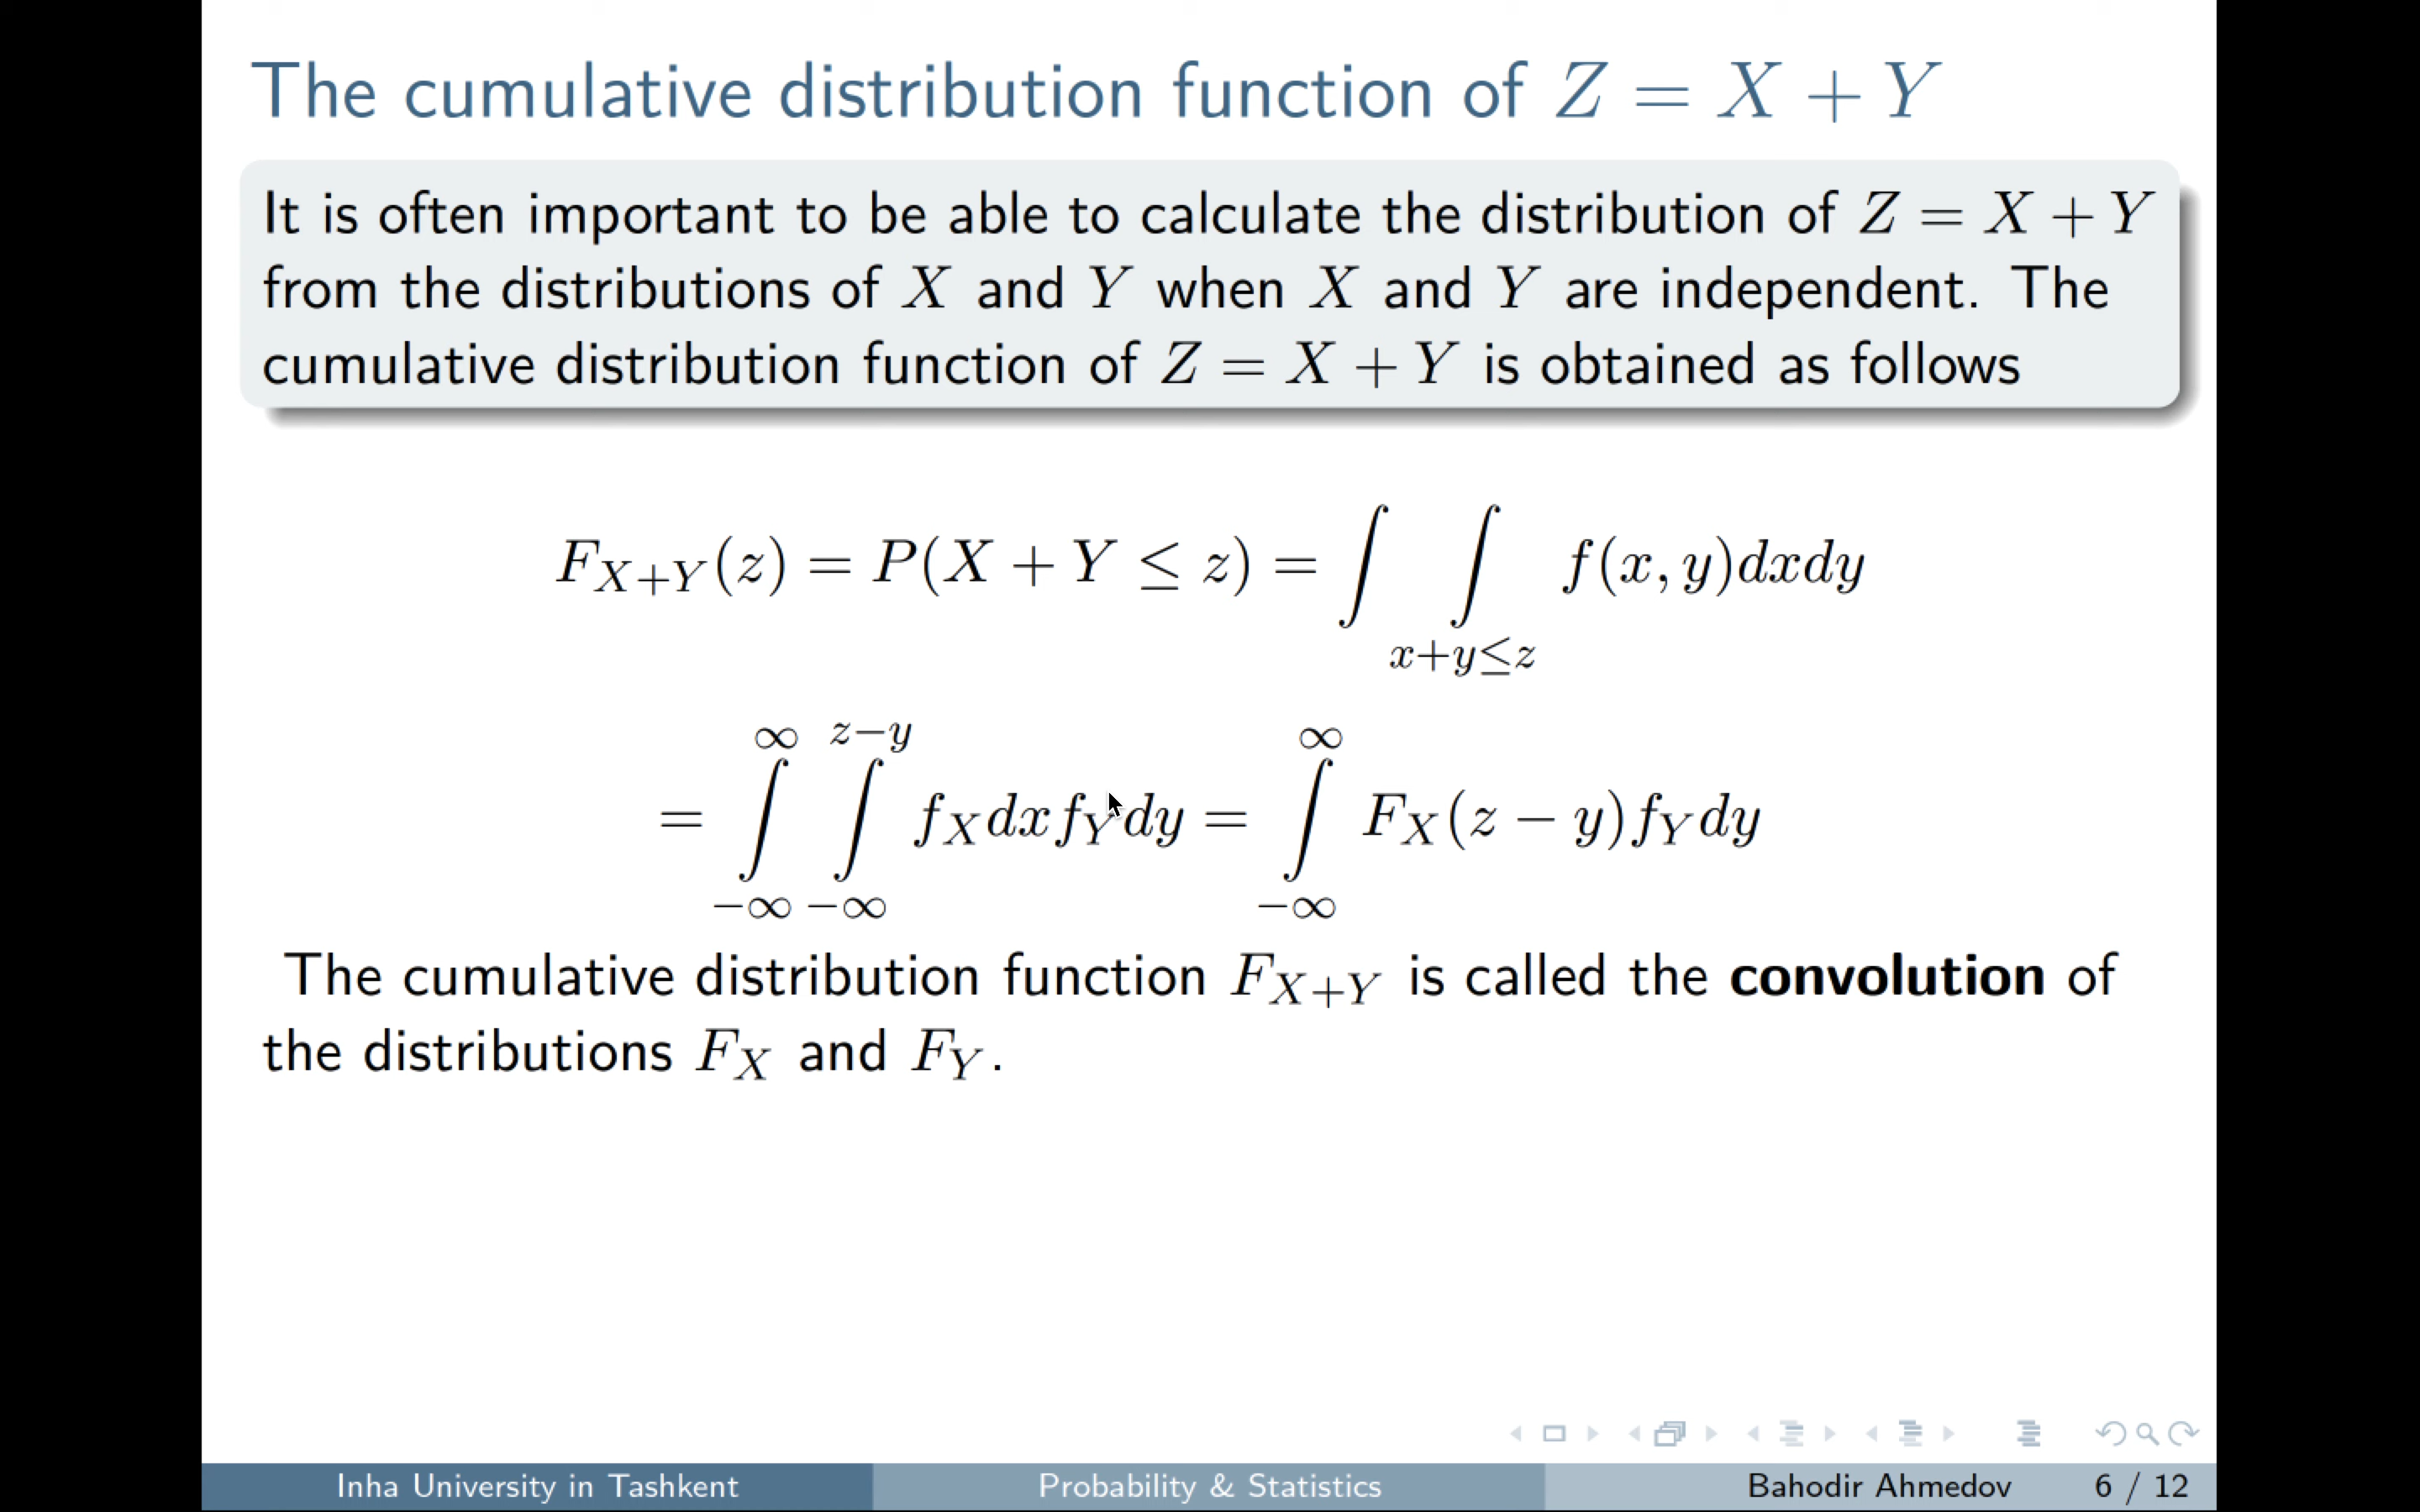 The cumulative distribution function of Z = X + Y
It is often important to be able to calculate the distribution of Z = X + Y
from the distributions of X and Y when X and Y are independent. The
cumulative distribution function of Z = X + Y is obtained as follows
F_{X+Y}(z) = P(X + Y ≤ z) = ∫ ∫_{x+y≤z} f(x, y)dxdy
= ∫_{−∞}^{∞} ∫_{−∞}^{z−y} f_X dx f_Y dy = ∫_{−∞}^{∞} F_X(z − y)f_Y dy
The cumulative distribution function F_{X+Y} is called the convolution of
the distributions F_X and F_Y.
Inha University in Tashkent Probability & Statistics Bahodir Ahmedov 6 / 12